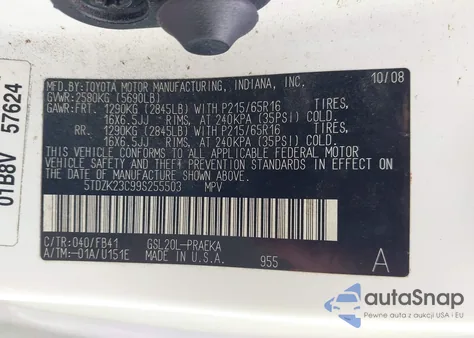 MFD.BY:TOYOTA MOTOR MANUFACTURING, INDIANA, INC. 10/08
GVWR:2580KG (5690LB)
GAWR:FRT. 1290KG (2845LB) WITH P215/65R16 TIRES,
16X6.5JJ RIMS, AT 240KPA (35PSI) COLD.
RR. 1290KG (2845LB) WITH P215/65R16 TIRES,
16X6.5JJ RIMS, AT 240KPA (35PSI) COLD.
THIS VEHICLE CONFORMS TO ALL APPLICABLE FEDERAL MOTOR
VEHICLE SAFETY AND THEFT PREVENTION STANDARDS IN EFFECT ON
THE DATE OF MANUFACTURE SHOWN ABOVE.
5TDZK23C99S255503 MPV
C/TR:040/FB41 GSL20L-PRAEKA
A/TM:-01A/U151E MADE IN U.S.A. 955 A
01B8V 57624
autaSnap
Portal z autami z aukcji USA i EU